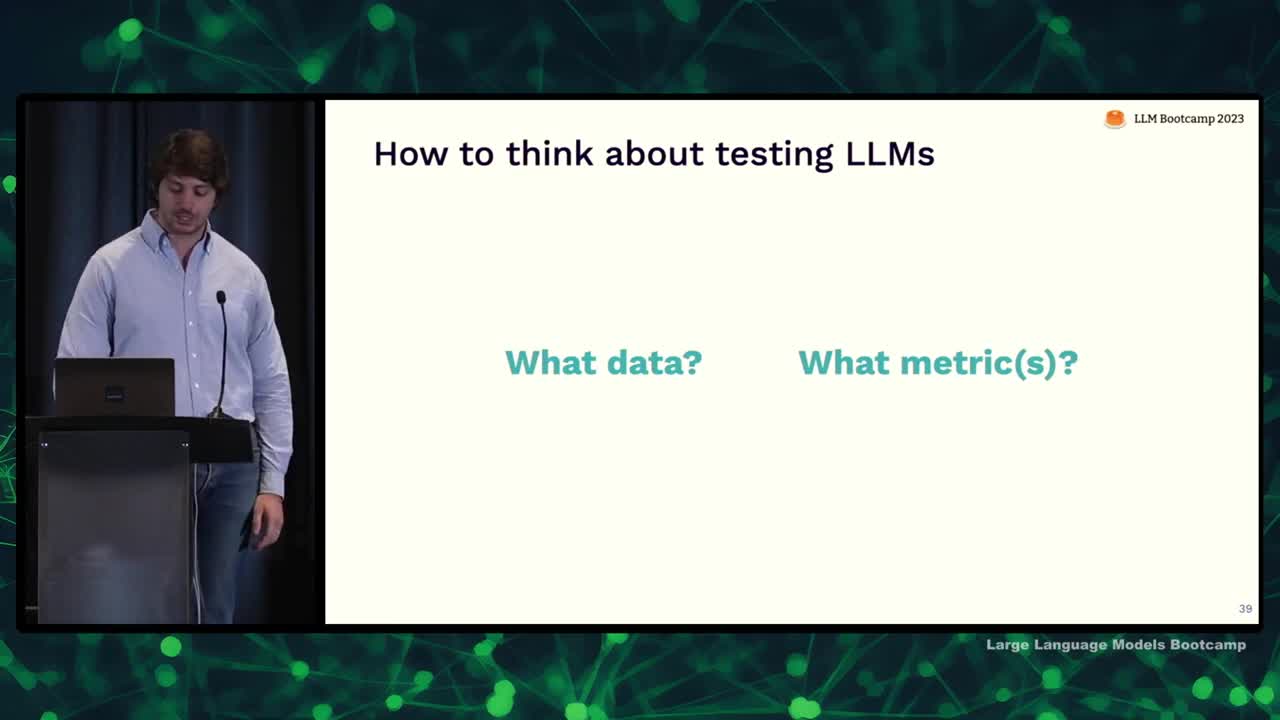 LLM Bootcamp 2023
How to think about testing LLMs
What data?
What metric(s)?
39
Large Language Models Bootcamp